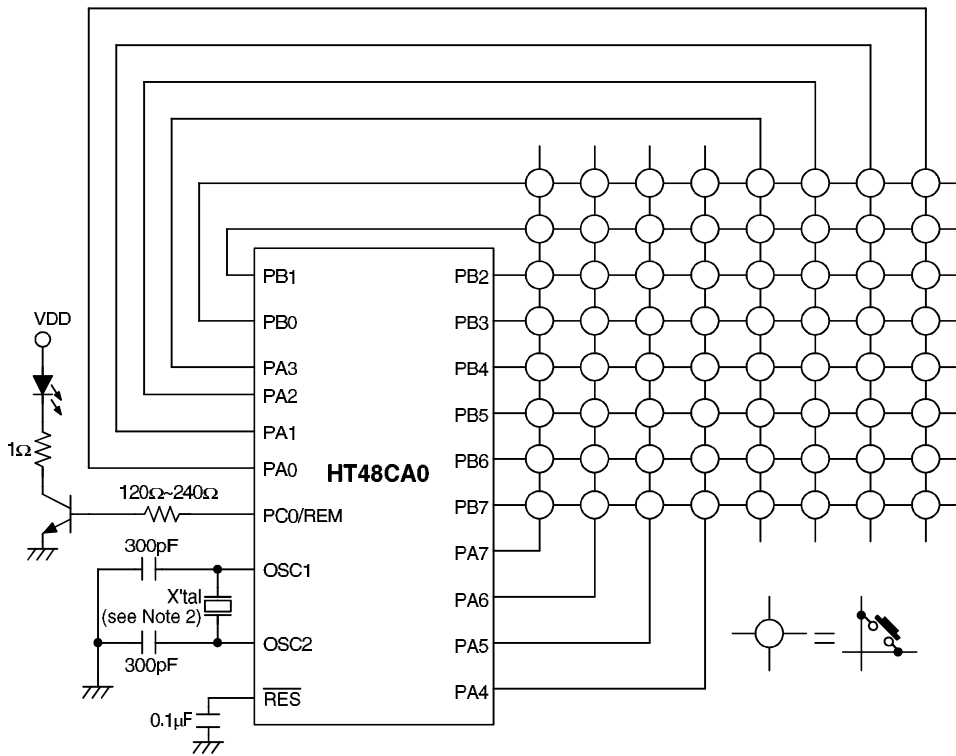 PB1
PB2
VDD
PB0
PB3
PA3
PB4
PA2
PB5
1Ω
PA1
PB6
PA0
HT48CA0
120Ω~240Ω
PB7
PC0/REM
300pF
PA7
OSC1
X'tal
PA6
(see Note 2)
OSC2
PA5
300pF
RES
PA4
0.1µF